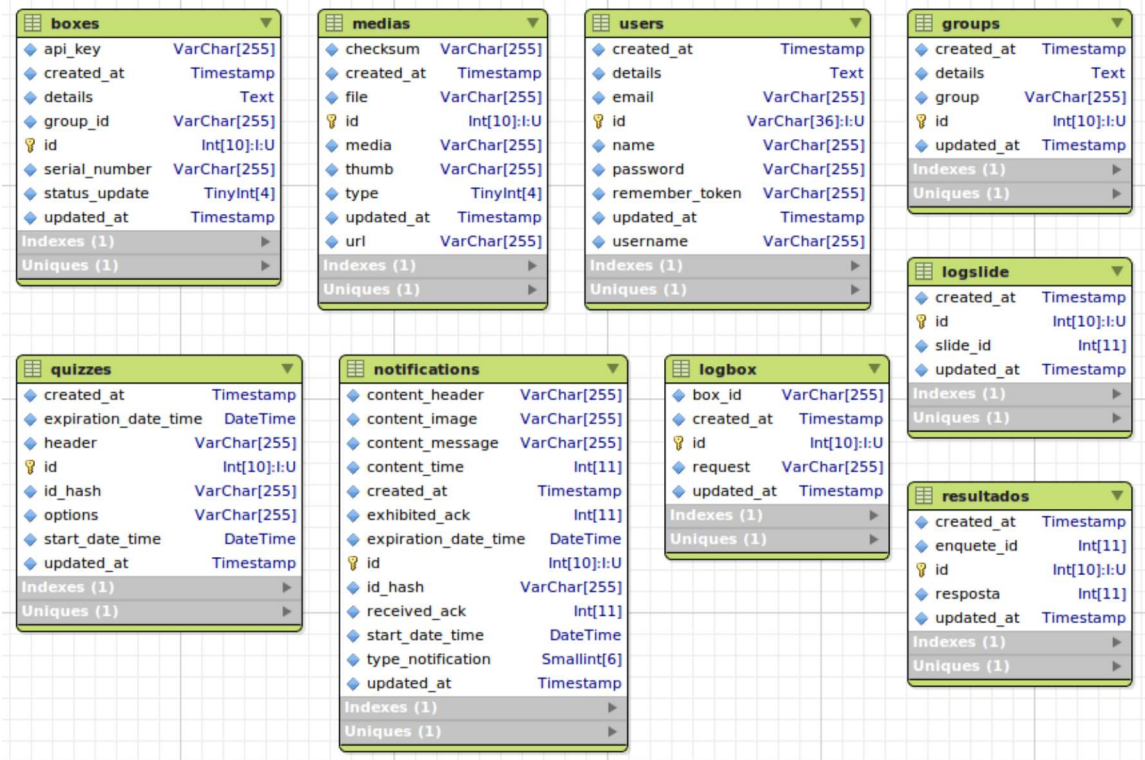 boxes
api_key VarChar[255]
created_at Timestamp
details Text
group_id VarChar[255]
id Int[10]:I:U
serial_number VarChar[255]
status_update TinyInt[4]
updated_at Timestamp
Indexes (1)
Uniques (1)
medias
checksum VarChar[255]
created_at Timestamp
file VarChar[255]
id Int[10]:I:U
media VarChar[255]
thumb VarChar[255]
type TinyInt[4]
updated_at Timestamp
url VarChar[255]
Indexes (1)
Uniques (1)
users
created_at Timestamp
details Text
email VarChar[255]
id VarChar[36]:I:U
name VarChar[255]
password VarChar[255]
remember_token VarChar[255]
updated_at Timestamp
username VarChar[255]
Indexes (1)
Uniques (1)
groups
created_at Timestamp
details Text
group VarChar[255]
id Int[10]:I:U
updated_at Timestamp
Indexes (1)
Uniques (1)
logslide
created_at Timestamp
id Int[10]:I:U
slide_id Int[11]
updated_at Timestamp
Indexes (1)
Uniques (1)
quizzes
created_at Timestamp
expiration_date_time DateTime
header VarChar[255]
id Int[10]:I:U
id_hash VarChar[255]
options VarChar[255]
start_date_time DateTime
updated_at Timestamp
Indexes (1)
Uniques (1)
notifications
content_header VarChar[255]
content_image VarChar[255]
content_message VarChar[255]
content_time Int[11]
created_at Timestamp
exhibited_ack Int[11]
expiration_date_time DateTime
id Int[10]:I:U
id_hash VarChar[255]
received_ack Int[11]
start_date_time DateTime
type_notification Smallint[6]
updated_at Timestamp
Indexes (1)
Uniques (1)
logbox
box_id VarChar[255]
created_at Timestamp
id Int[10]:I:U
request VarChar[255]
updated_at Timestamp
Indexes (1)
Uniques (1)
resultados
created_at Timestamp
enquete_id Int[11]
id Int[10]:I:U
resposta Int[11]
updated_at Timestamp
Indexes (1)
Uniques (1)